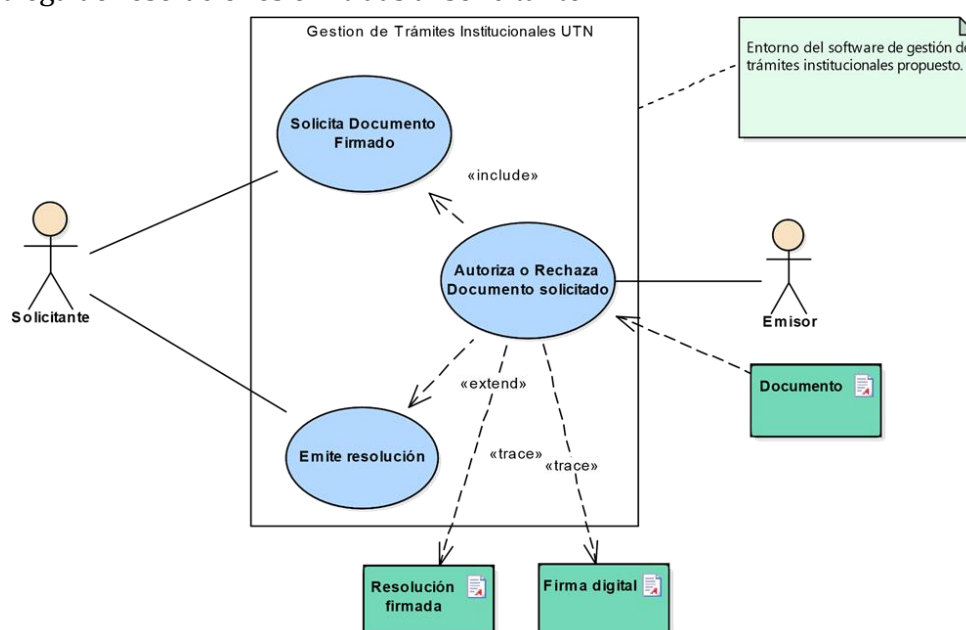 Gestion de Trámites Institucionales UTN
Entorno del software de gestión de
trámites institucionales propuesto.
Solicita Documento
Firmado
«include»
Autoriza o Rechaza
Documento solicitado
Solicitante
Emisor
Documento
«extend»
Emite resolución
«trace»
«trace»
Resolución
firmada
Firma digital